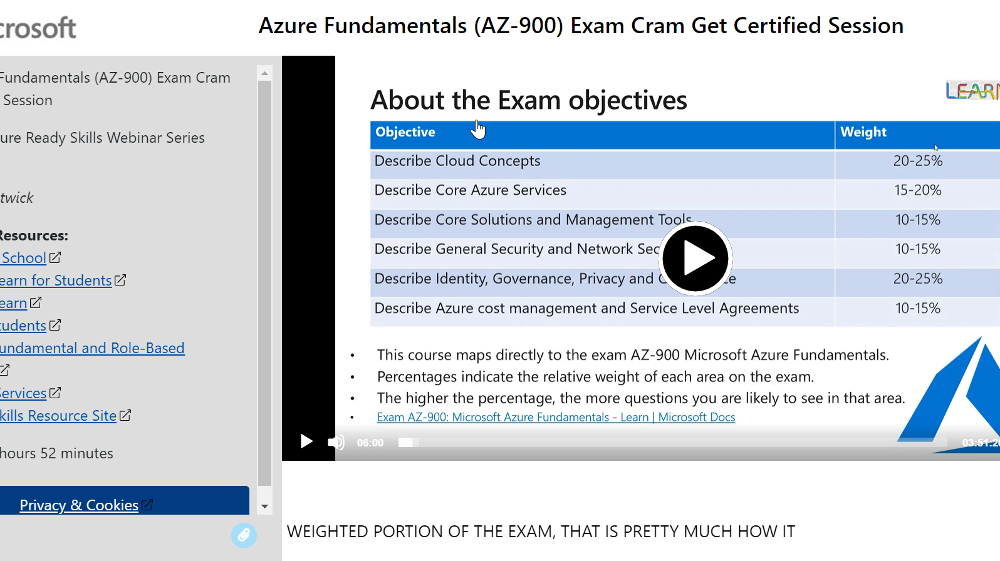 crosoft
Azure Fundamentals (AZ-900) Exam Cram Get Certified Session
Fundamentals (AZ-900) Exam Cram
Session
ure Ready Skills Webinar Series
twick
Resources:
School
earn for Students
earn
tudents
undamental and Role-Based
Services
kills Resource Site
hours 52 minutes
Privacy & Cookies
About the Exam objectives
LEARN
Objective Weight
Describe Cloud Concepts 20-25%
Describe Core Azure Services 15-20%
Describe Core Solutions and Management Tools 10-15%
Describe General Security and Network Sec 10-15%
Describe Identity, Governance, Privacy and C ce 20-25%
Describe Azure cost management and Service Level Agreements 10-15%
• This course maps directly to the exam AZ-900 Microsoft Azure Fundamentals.
• Percentages indicate the relative weight of each area on the exam.
• The higher the percentage, the more questions you are likely to see in that area.
• Exam AZ-900: Microsoft Azure Fundamentals - Learn | Microsoft Docs
06:00 03:51:20
WEIGHTED PORTION OF THE EXAM, THAT IS PRETTY MUCH HOW IT